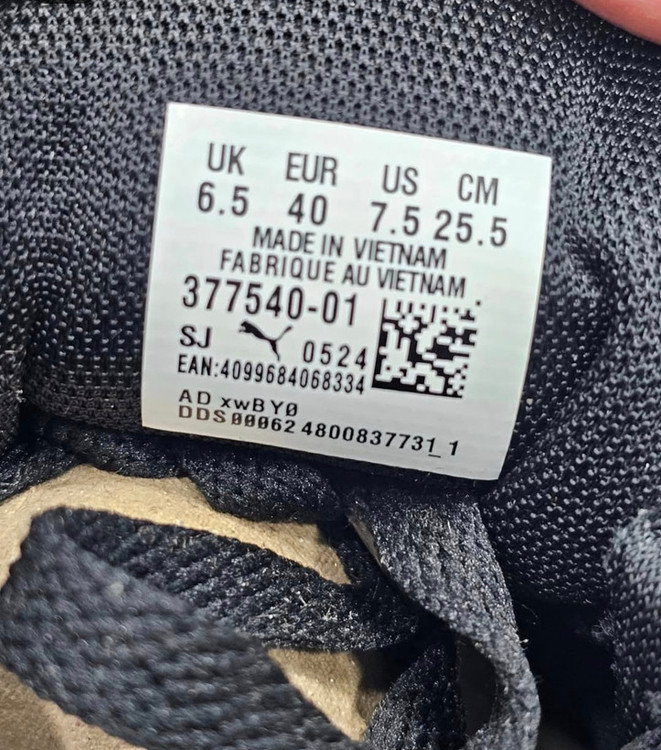 UK EUR US CM
6.5 40 7.5 25.5
MADE IN VIETNAM
FABRIQUE AU VIETNAM
377540-01
SJ 0524
EAN:4099684068334
AD xwBY0
DDS00062 4800837731_1